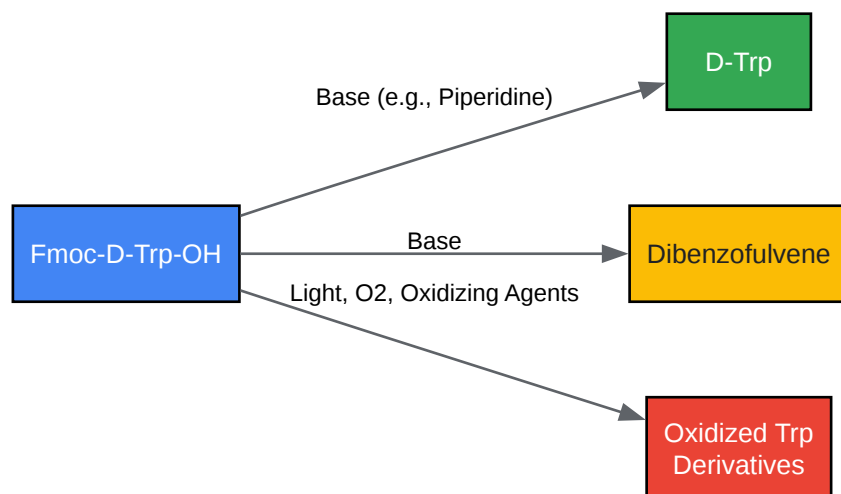 D-Trp
Base (e.g., Piperidine)
Fmoc-D-Trp-OH
Base
Dibenzofulvene
Light, O2, Oxidizing Agents
Oxidized Trp
Derivatives